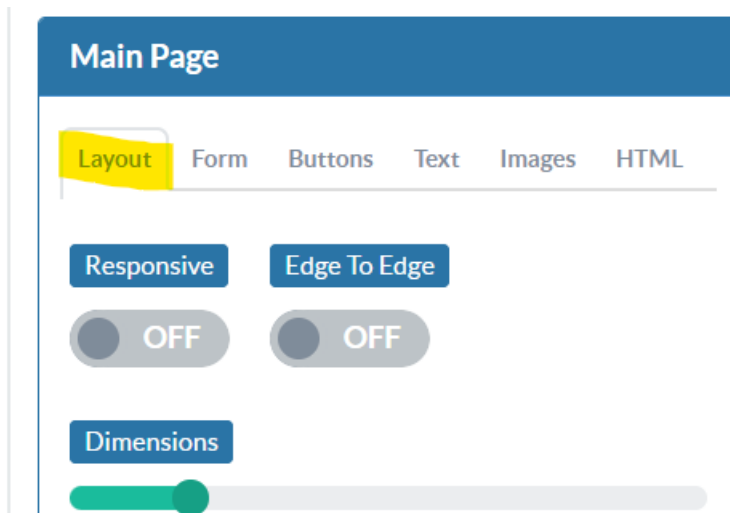 Main Page
Layout Form Buttons Text Images HTML
Responsive Edge To Edge
OFF OFF
Dimensions